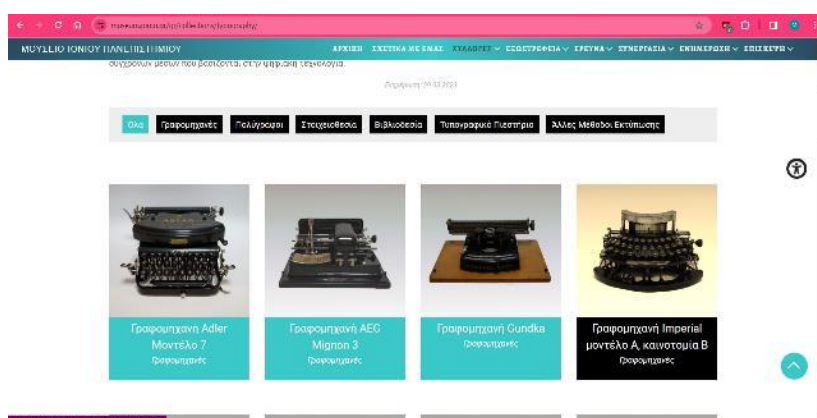 ΜΟΥΣΕΙΟ ΙΟΝΙΟΥ ΠΑΝΕΠΙΣΤΗΜΙΟΥ
ΑΡΧΙΚΗ ΣΧΕΤΙΚΑ ΜΕ ΕΜΑΣ ΣΥΛΛΟΓΕΣ ΕΞΩΣΤΡΕΦΕΙΑ ΕΡΕΥΝΑ ΣΥΝΕΡΓΑΣΙΑ ΕΝΗΜΕΡΩΣΗ ΕΠΙΣΚΕΨΗ
σύγχρονων μέσων που βασίζονται στην ψηφιακή τεχνολογία.
Όλα Γραφομηχανές Πολύγραφοι Στοιχειοθεσία Βιβλιοδεσία Τυπογραφικό Πιεστήριο Άλλες Μέθοδοι Εκτύπωσης
Γραφομηχανή Adler
Μοντέλο 7
Γραφομηχανές
Γραφομηχανή AEG
Mignon 3
Γραφομηχανές
Γραφομηχανή Gundka
Γραφομηχανές
Γραφομηχανή Imperial
μοντέλο Α, καινοτομία Β
Γραφομηχανές